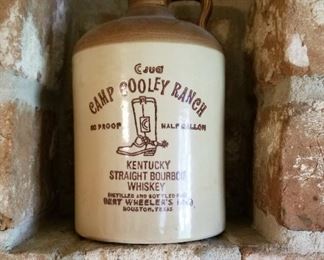 C JUG
CAMP COOLEY RANCH
80 PROOF HALF GALLON
C
KENTUCKY
STRAIGHT BOURBON
WHISKEY
DISTILLED AND BOTTLED FOR
BERT WHEELER'S INC.
HOUSTON, TEXAS